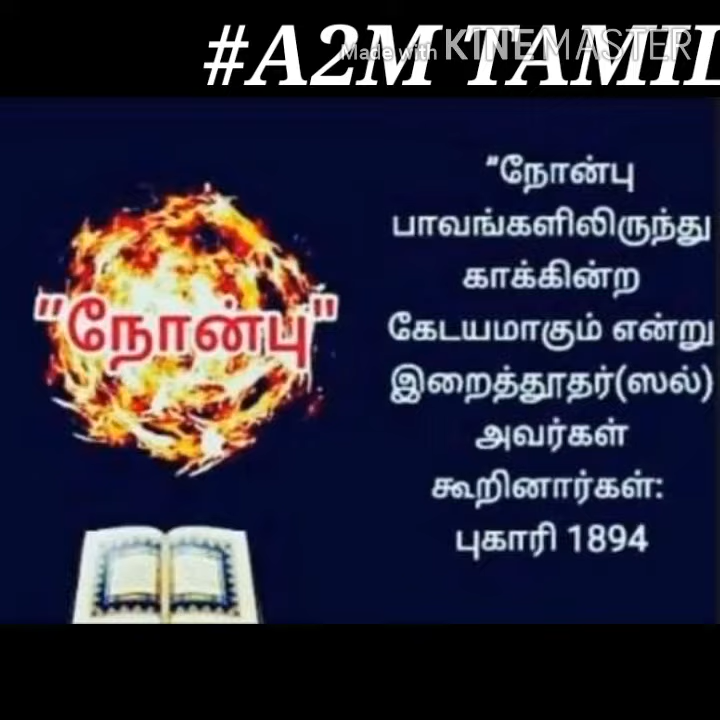 #A2M TAMIL
Made with KINEMASTER
"நோன்பு"
"நோன்பு
பாவங்களிலிருந்து
காக்கின்ற
கேடயமாகும் என்று
இறைத்தூதர்(ஸல்)
அவர்கள்
கூறினார்கள்:
புகாரி 1894